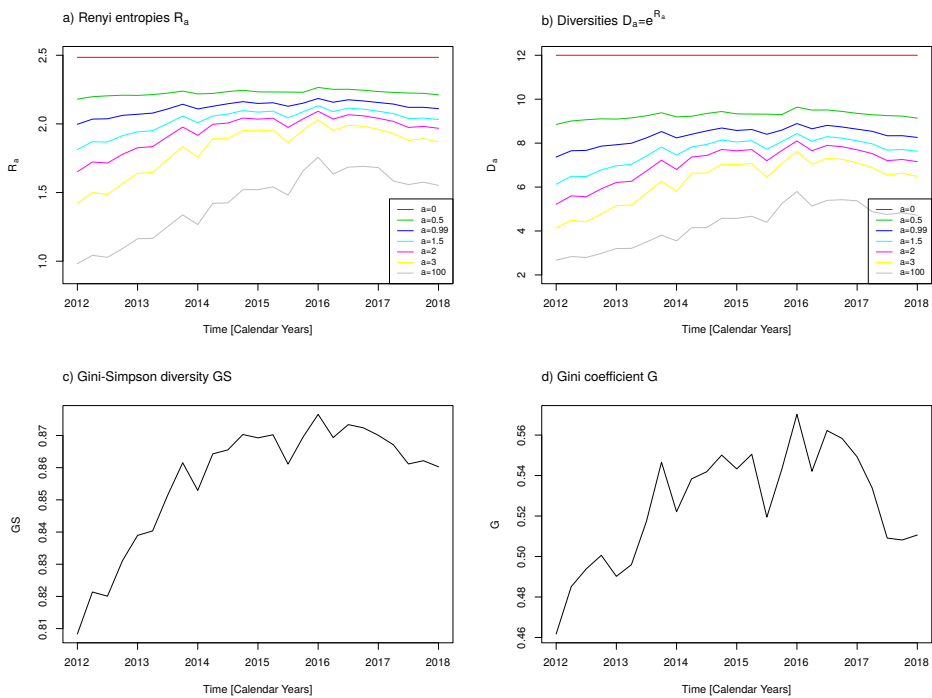 a) Renyi entropies Ra
Ra
2.5
2.0
1.5
1.0
a=0
a=0.5
a=0.99
a=1.5
a=2
a=3
a=100
2012 2013 2014 2015 2016 2017 2018
Time [Calendar Years]
b) Diversities Da=e^Ra
Da
12
10
8
6
4
2
a=0
a=0.5
a=0.99
a=1.5
a=2
a=3
a=100
2012 2013 2014 2015 2016 2017 2018
Time [Calendar Years]
c) Gini-Simpson diversity GS
GS
0.87
0.86
0.85
0.84
0.83
0.82
0.81
2012 2013 2014 2015 2016 2017 2018
Time [Calendar Years]
d) Gini coefficient G
G
0.56
0.54
0.52
0.50
0.48
0.46
2012 2013 2014 2015 2016 2017 2018
Time [Calendar Years]